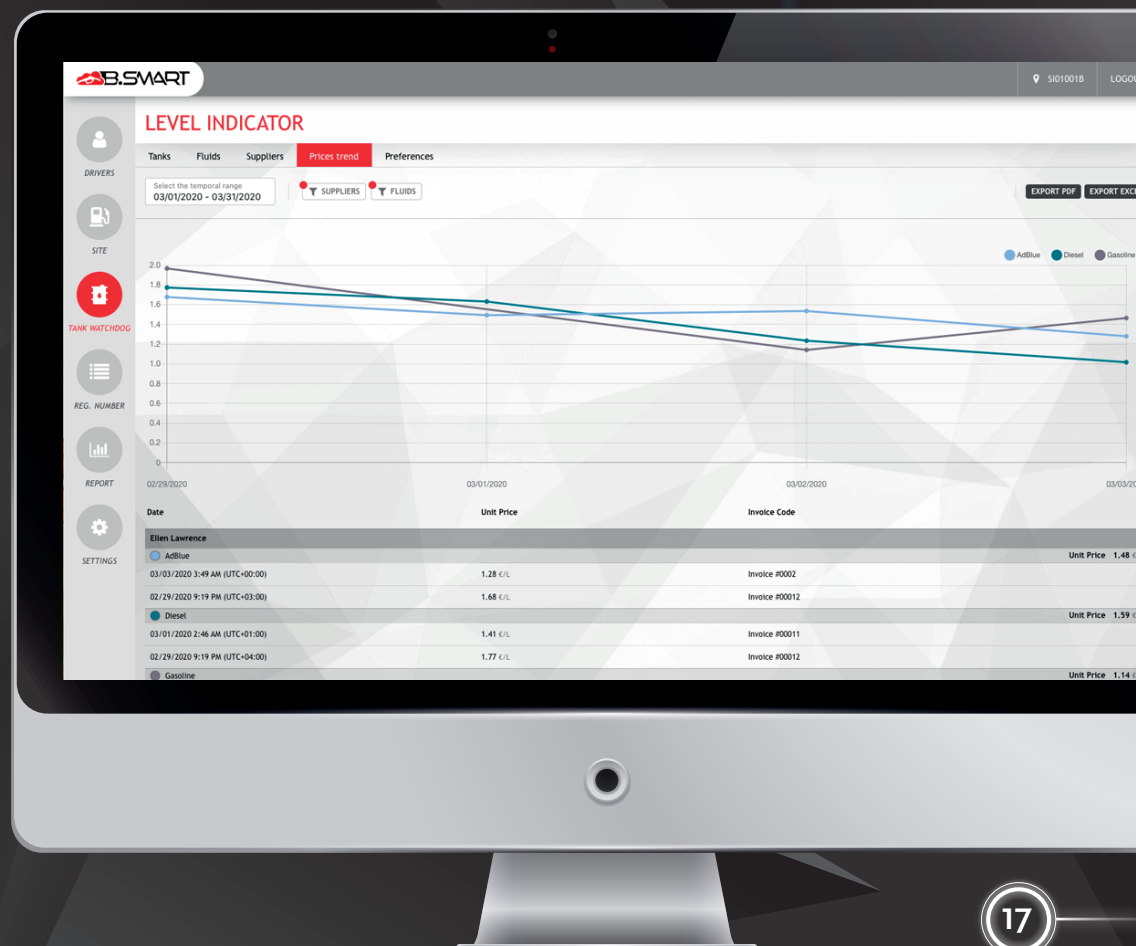 B.SMART
SI01001B
LEVEL INDICATOR
Tanks Fluids Suppliers Prices trend Preferences
Select the temporal range
03/01/2020 - 03/31/2020
SUPPLIERS
FLUIDS
EXPORT PDF
EXPORT
DRIVERS
SITE
TANK WATCHDOG
REG. NUMBER
REPORT
SETTINGS
AdBlue Diesel Gasoline
2.0
1.8
1.6
1.4
1.2
1.0
0.8
0.6
0.4
0.2
0
02/29/2020 03/01/2020 03/02/2020
Date Unit Price Invoice Code
Ellen Lawrence
AdBlue Unit Price 1.48 €
03/03/2020 3:49 AM (UTC+00:00) 1.28 €/L Invoice #0002
02/29/2020 9:19 PM (UTC+03:00) 1.68 €/L Invoice #00012
Diesel Unit Price 1.59 €
03/01/2020 2:46 AM (UTC+01:00) 1.41 €/L Invoice #00011
02/29/2020 9:19 PM (UTC+04:00) 1.77 €/L Invoice #00012
Gasoline Unit Price 1.14 €
17